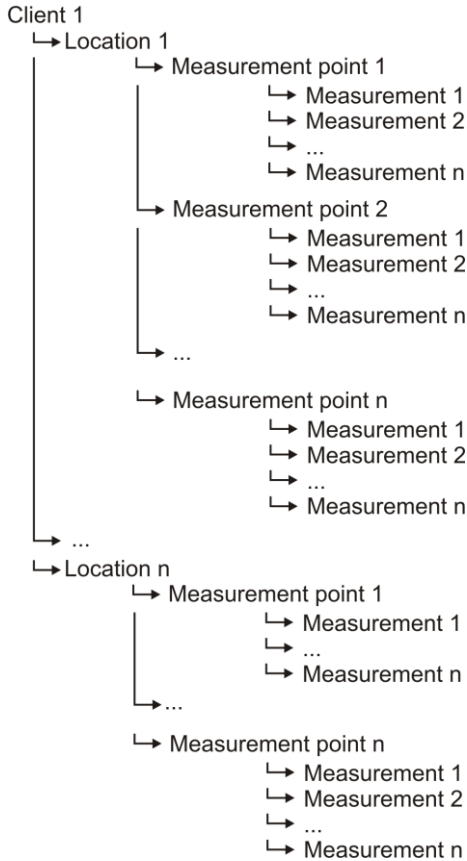 Client 1
Location 1
Measurement point 1
Measurement 1
Measurement 2
...
Measurement n
Measurement point 2
Measurement 1
Measurement 2
...
Measurement n
...
Measurement point n
Measurement 1
Measurement 2
...
Measurement n
...
Location n
Measurement point 1
Measurement 1
...
Measurement n
...
Measurement point n
Measurement 1
Measurement 2
...
Measurement n